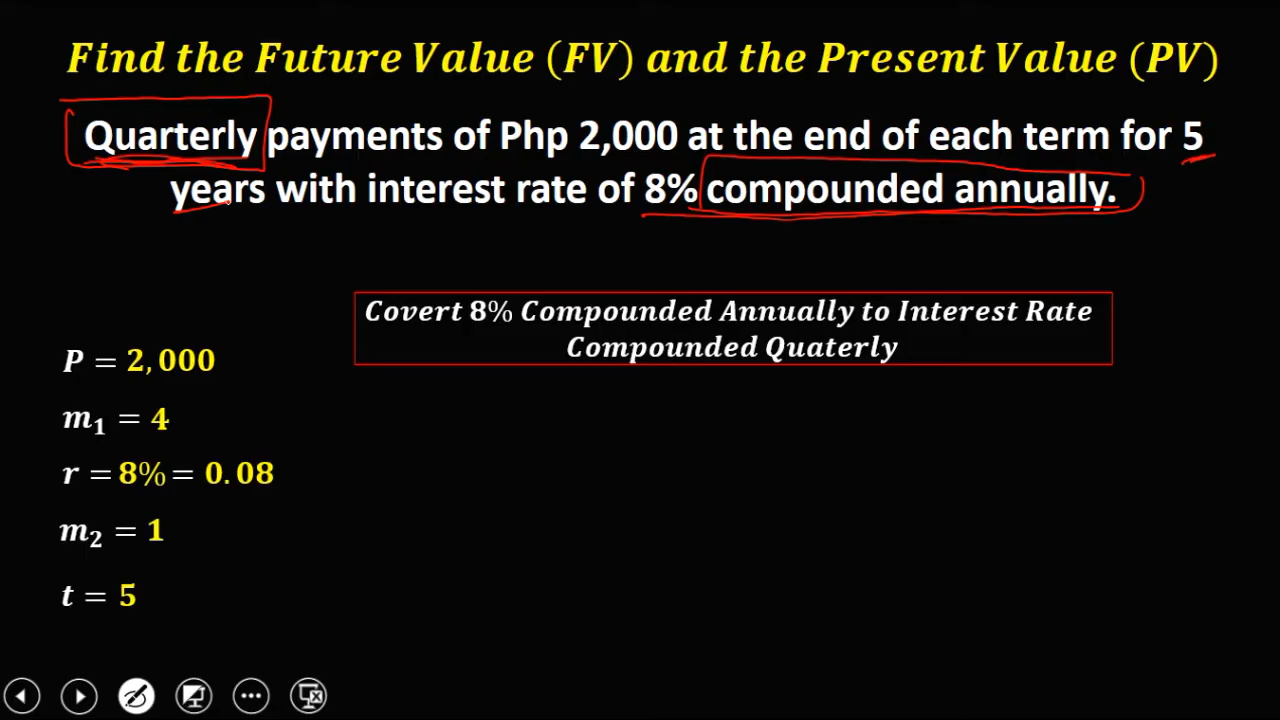 Find the Future Value (FV) and the Present Value (PV)
Quarterly payments of Php 2,000 at the end of each term for 5
years with interest rate of 8% compounded annually.
Covert 8% Compounded Annually to Interest Rate
Compounded Quaterly
P = 2,000
m₁ = 4
r = 8% = 0.08
m₂ = 1
t = 5